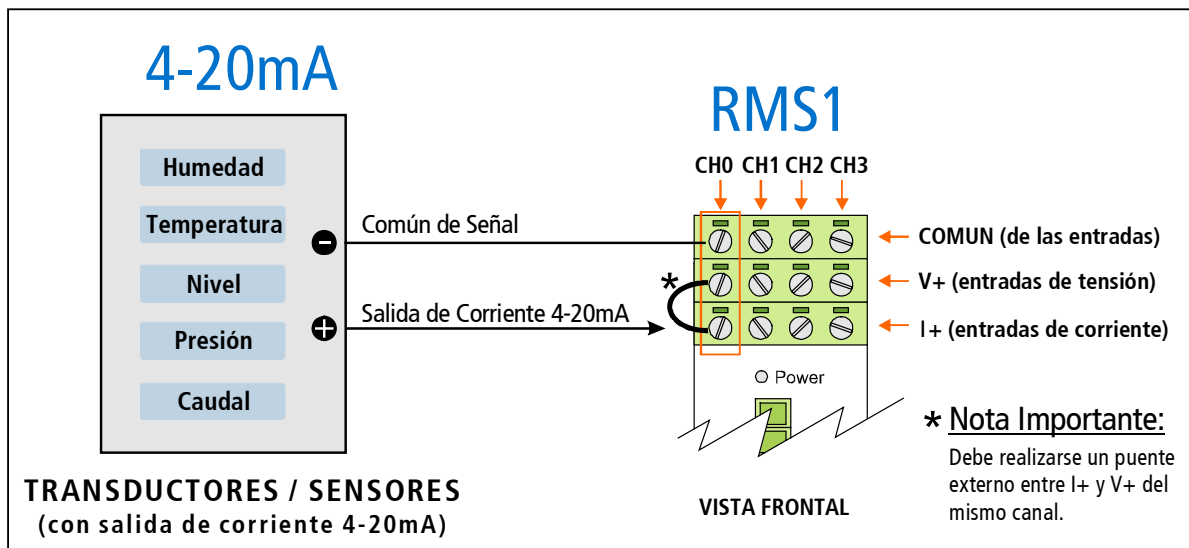 4-20mA
Humedad
Temperatura
Nivel
Presión
Caudal
TRANSDUCTORES / SENSORES
(con salida de corriente 4-20mA)
Común de Señal
*
Salida de Corriente 4-20mA
RMS1
CH0 CH1 CH2 CH3
COMUN (de las entradas)
V+ (entradas de tensión)
I+ (entradas de corriente)
Power
VISTA FRONTAL
* Nota Importante:
Debe realizarse un puente
externo entre I+ y V+ del
mismo canal.